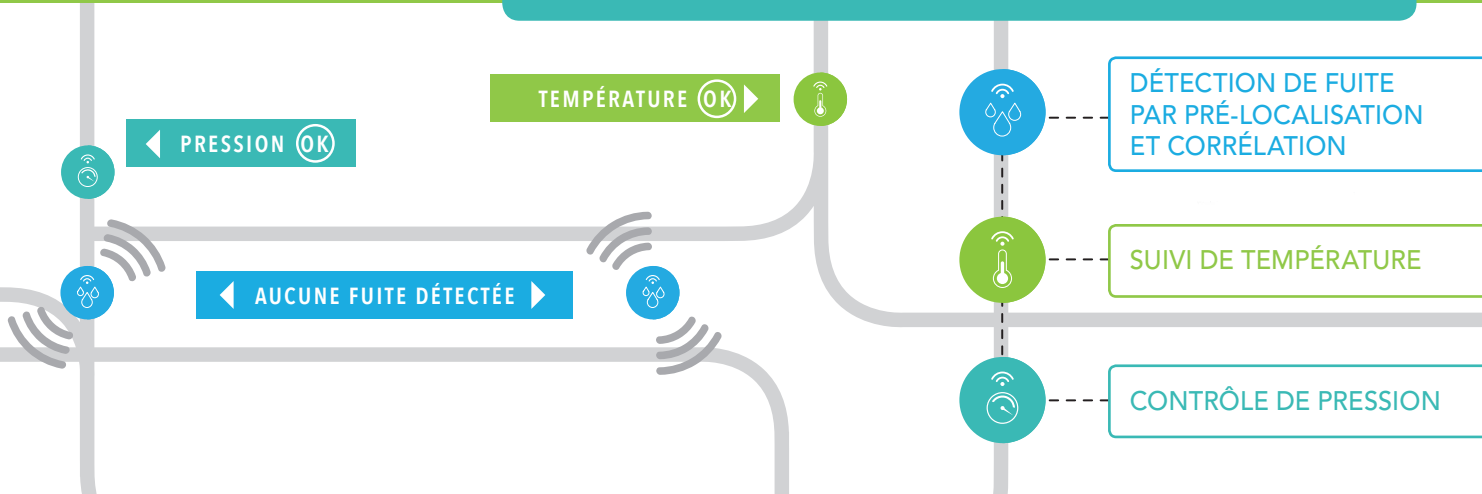 TEMPÉRATURE OK
PRESSION OK
AUCUNE FUITE DÉTECTÉE
DÉTECTION DE FUITE
PAR PRÉ-LOCALISATION
ET CORRÉLATION
SUIVI DE TEMPÉRATURE
CONTRÔLE DE PRESSION